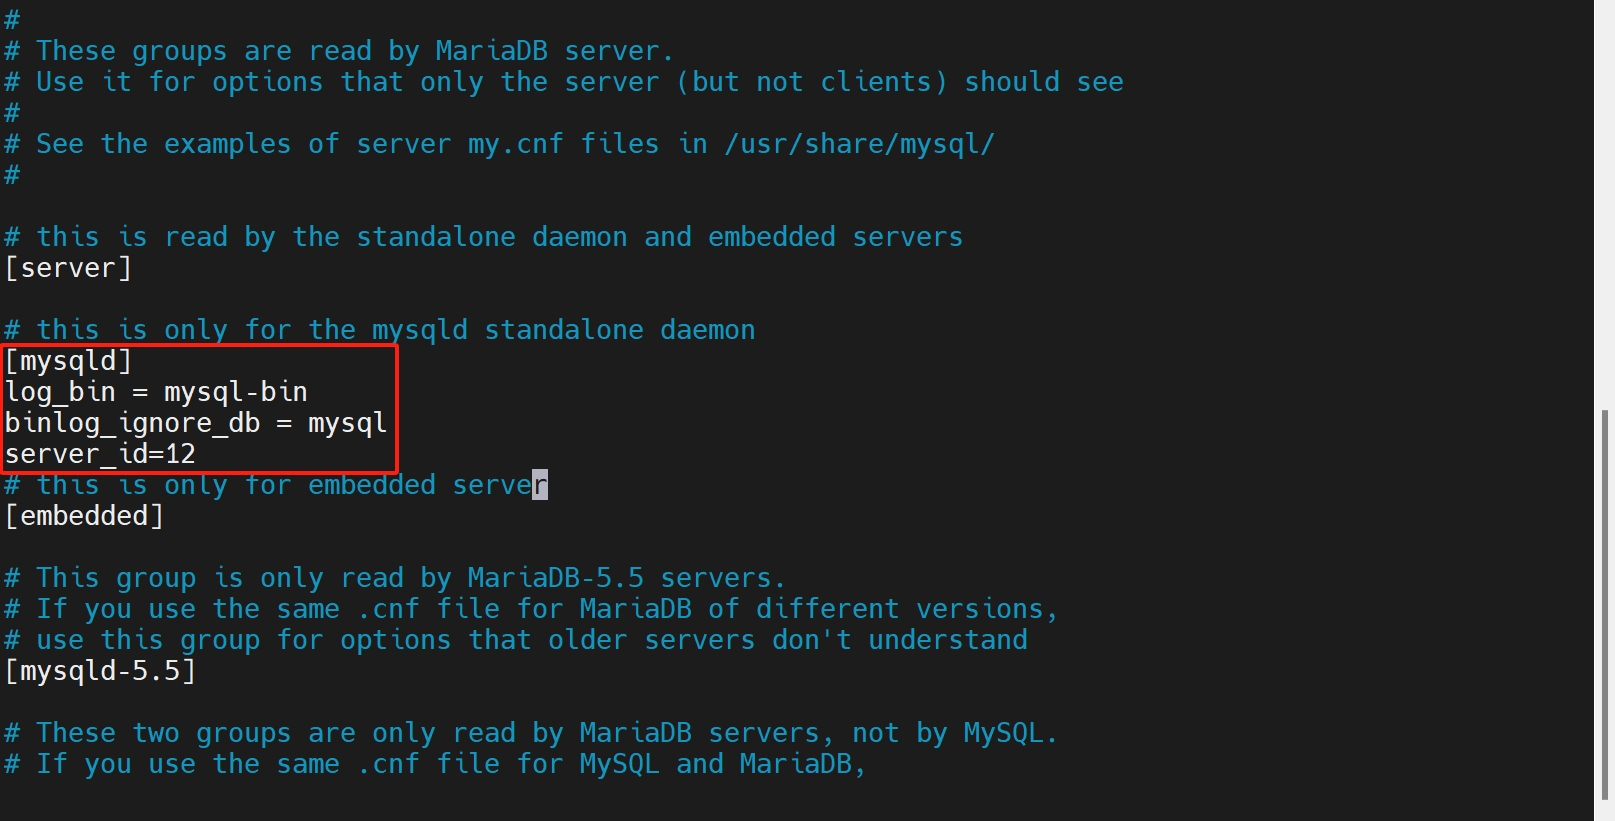 #
# These groups are read by MariaDB server.
# Use it for options that only the server (but not clients) should see
#
# See the examples of server my.cnf files in /usr/share/mysql/
#
# this is read by the standalone daemon and embedded servers
[server]
# this is only for the mysqld standalone daemon
[mysqld]
log_bin = mysql-bin
binlog_ignore_db = mysql
server_id=12
# this is only for embedded server
[embedded]
# This group is only read by MariaDB-5.5 servers.
# If you use the same .cnf file for MariaDB of different versions,
# use this group for options that older servers don't understand
[mysqld-5.5]
# These two groups are only read by MariaDB servers, not by MySQL.
# If you use the same .cnf file for MySQL and MariaDB,